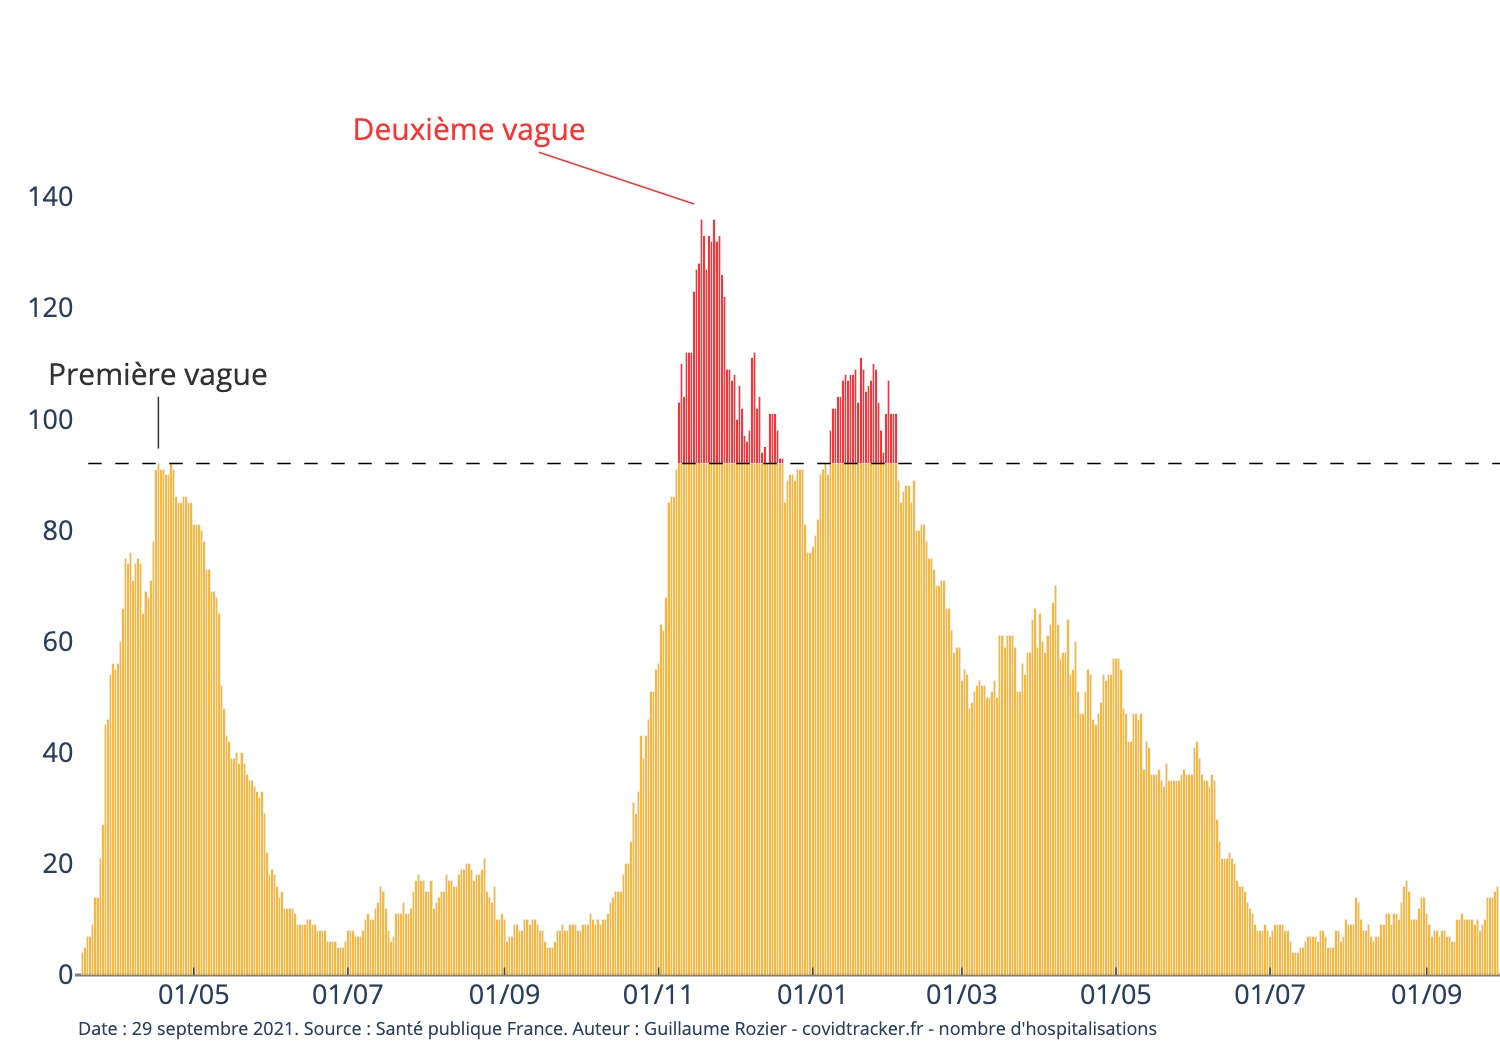 Deuxième vague
140
120
Première vague
100
80
60
40
20
0
01/05 01/07 01/09 01/11 01/01 01/03 01/05 01/07 01/09
Date : 29 septembre 2021. Source : Santé publique France. Auteur : Guillaume Rozier - covidtracker.fr - nombre d'hospitalisations